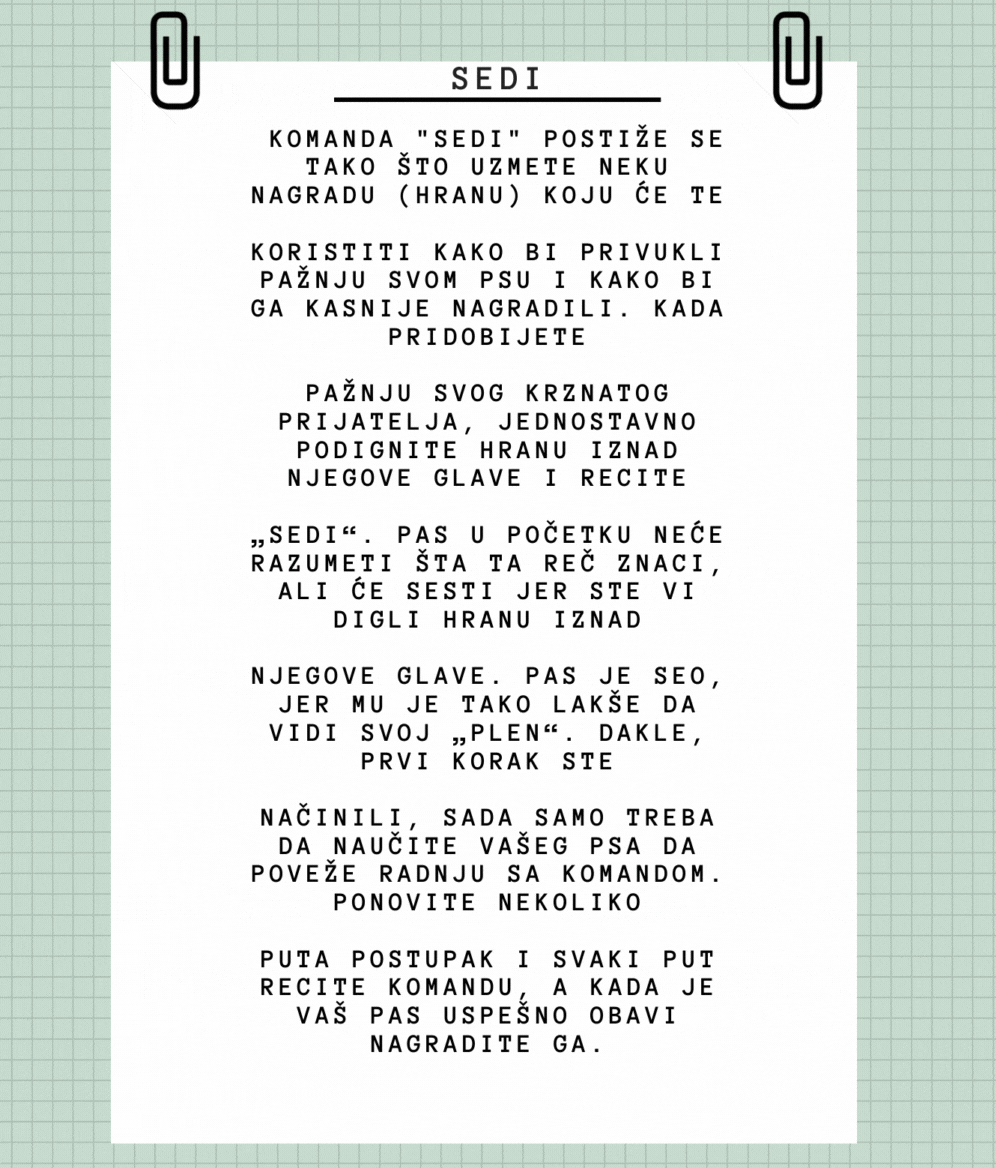 SEDI
KOMANDA "SEDI" POSTIŽE SE
TAKO ŠTO UZMETE NEKU
NAGRADU (HRANU) KOJU ĆE TE
KORISTITI KAKO BI PRIVUKLI
PAŽNJU SVOM PSU I KAKO BI
GA KASNIJE NAGRADILI. KADA
PRIDOBIJETE
PAŽNJU SVOG KRZNATOG
PRIJATELJA, JEDNOSTAVNO
PODIGNITE HRANU IZNAD
NJEGOVE GLAVE I RECITE
„SEDI“. PAS U POČETKU NEĆE
RAZUMETI ŠTA TA REČ ZNACI,
ALI ĆE SESTI JER STE VI
DIGLI HRANU IZNAD
NJEGOVE GLAVE. PAS JE SEO,
JER MU JE TAKO LAKŠE DA
VIDI SVOJ „PLEN“. DAKLE,
PRVI KORAK STE
NAČINILI, SADA SAMO TREBA
DA NAUČITE VAŠEG PSA DA
POVEŽE RADNJU SA KOMANDOM.
PONOVITE NEKOLIKO
PUTA POSTUPAK I SVAKI PUT
RECITE KOMANDU, A KADA JE
VAŠ PAS USPEŠNO OBAVI
NAGRADITE GA.